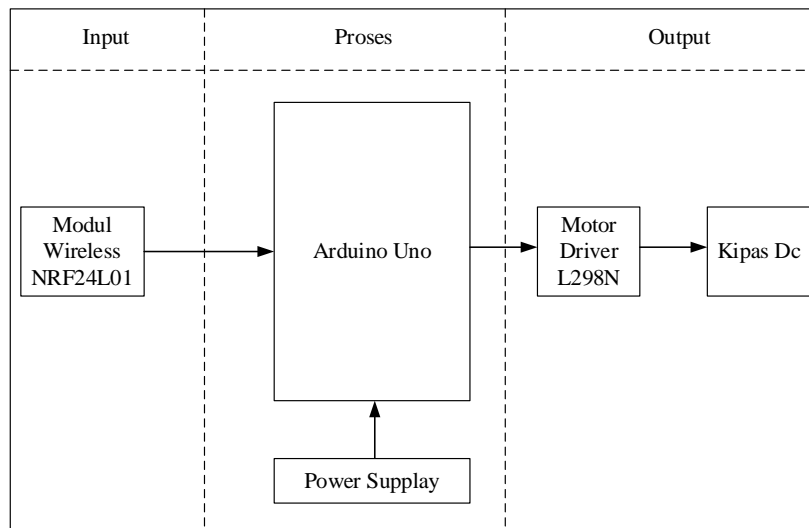 Input
Proses
Output
Modul
Wireless
NRF24L01
Arduino Uno
Motor
Driver
L298N
Kipas Dc
Power Supplay